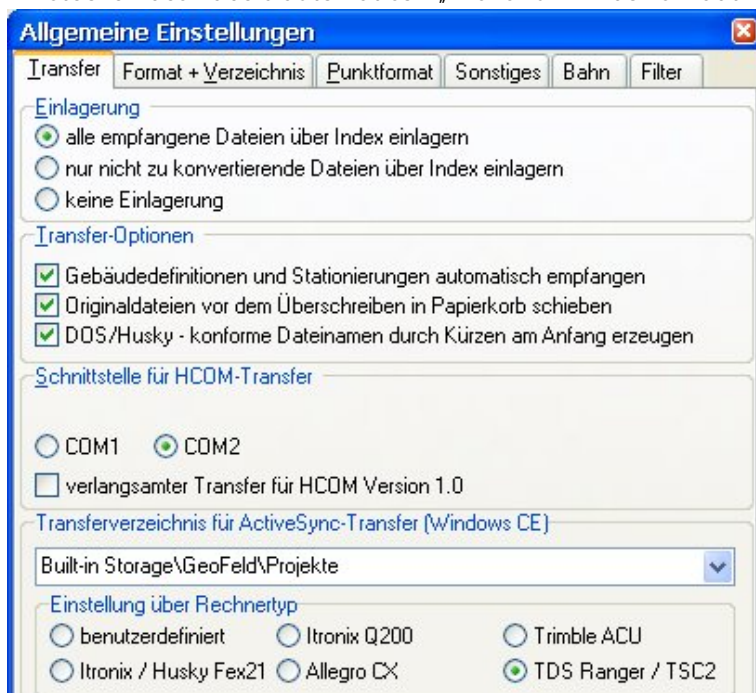 Allgemeine Einstellungen
Transfer Format + Verzeichnis Punktformat Sonstiges Bahn Filter
Einlagerung
alle empfangene Dateien über Index einlagern
nur nicht zu konvertierende Dateien über Index einlagern
keine Einlagerung
Transfer-Optionen
Gebäudedefinitionen und Stationierungen automatisch empfangen
Originaldateien vor dem Überschreiben in Papierkorb schieben
DOS/Husky - konforme Dateinamen durch Kürzen am Anfang erzeugen
Schnittstelle für HCOM-Transfer
COM1 COM2
verlangsamter Transfer für HCOM Version 1.0
Transferverzeichnis für ActiveSync-Transfer (Windows CE)
Built-in Storage\GeoFeld\Projekte
Einstellung über Rechnertyp
benutzerdefiniert Itronix Q200 Trimble ACU
Itronix / Husky Fex21 Allegro CX TDS Ranger / TSC2